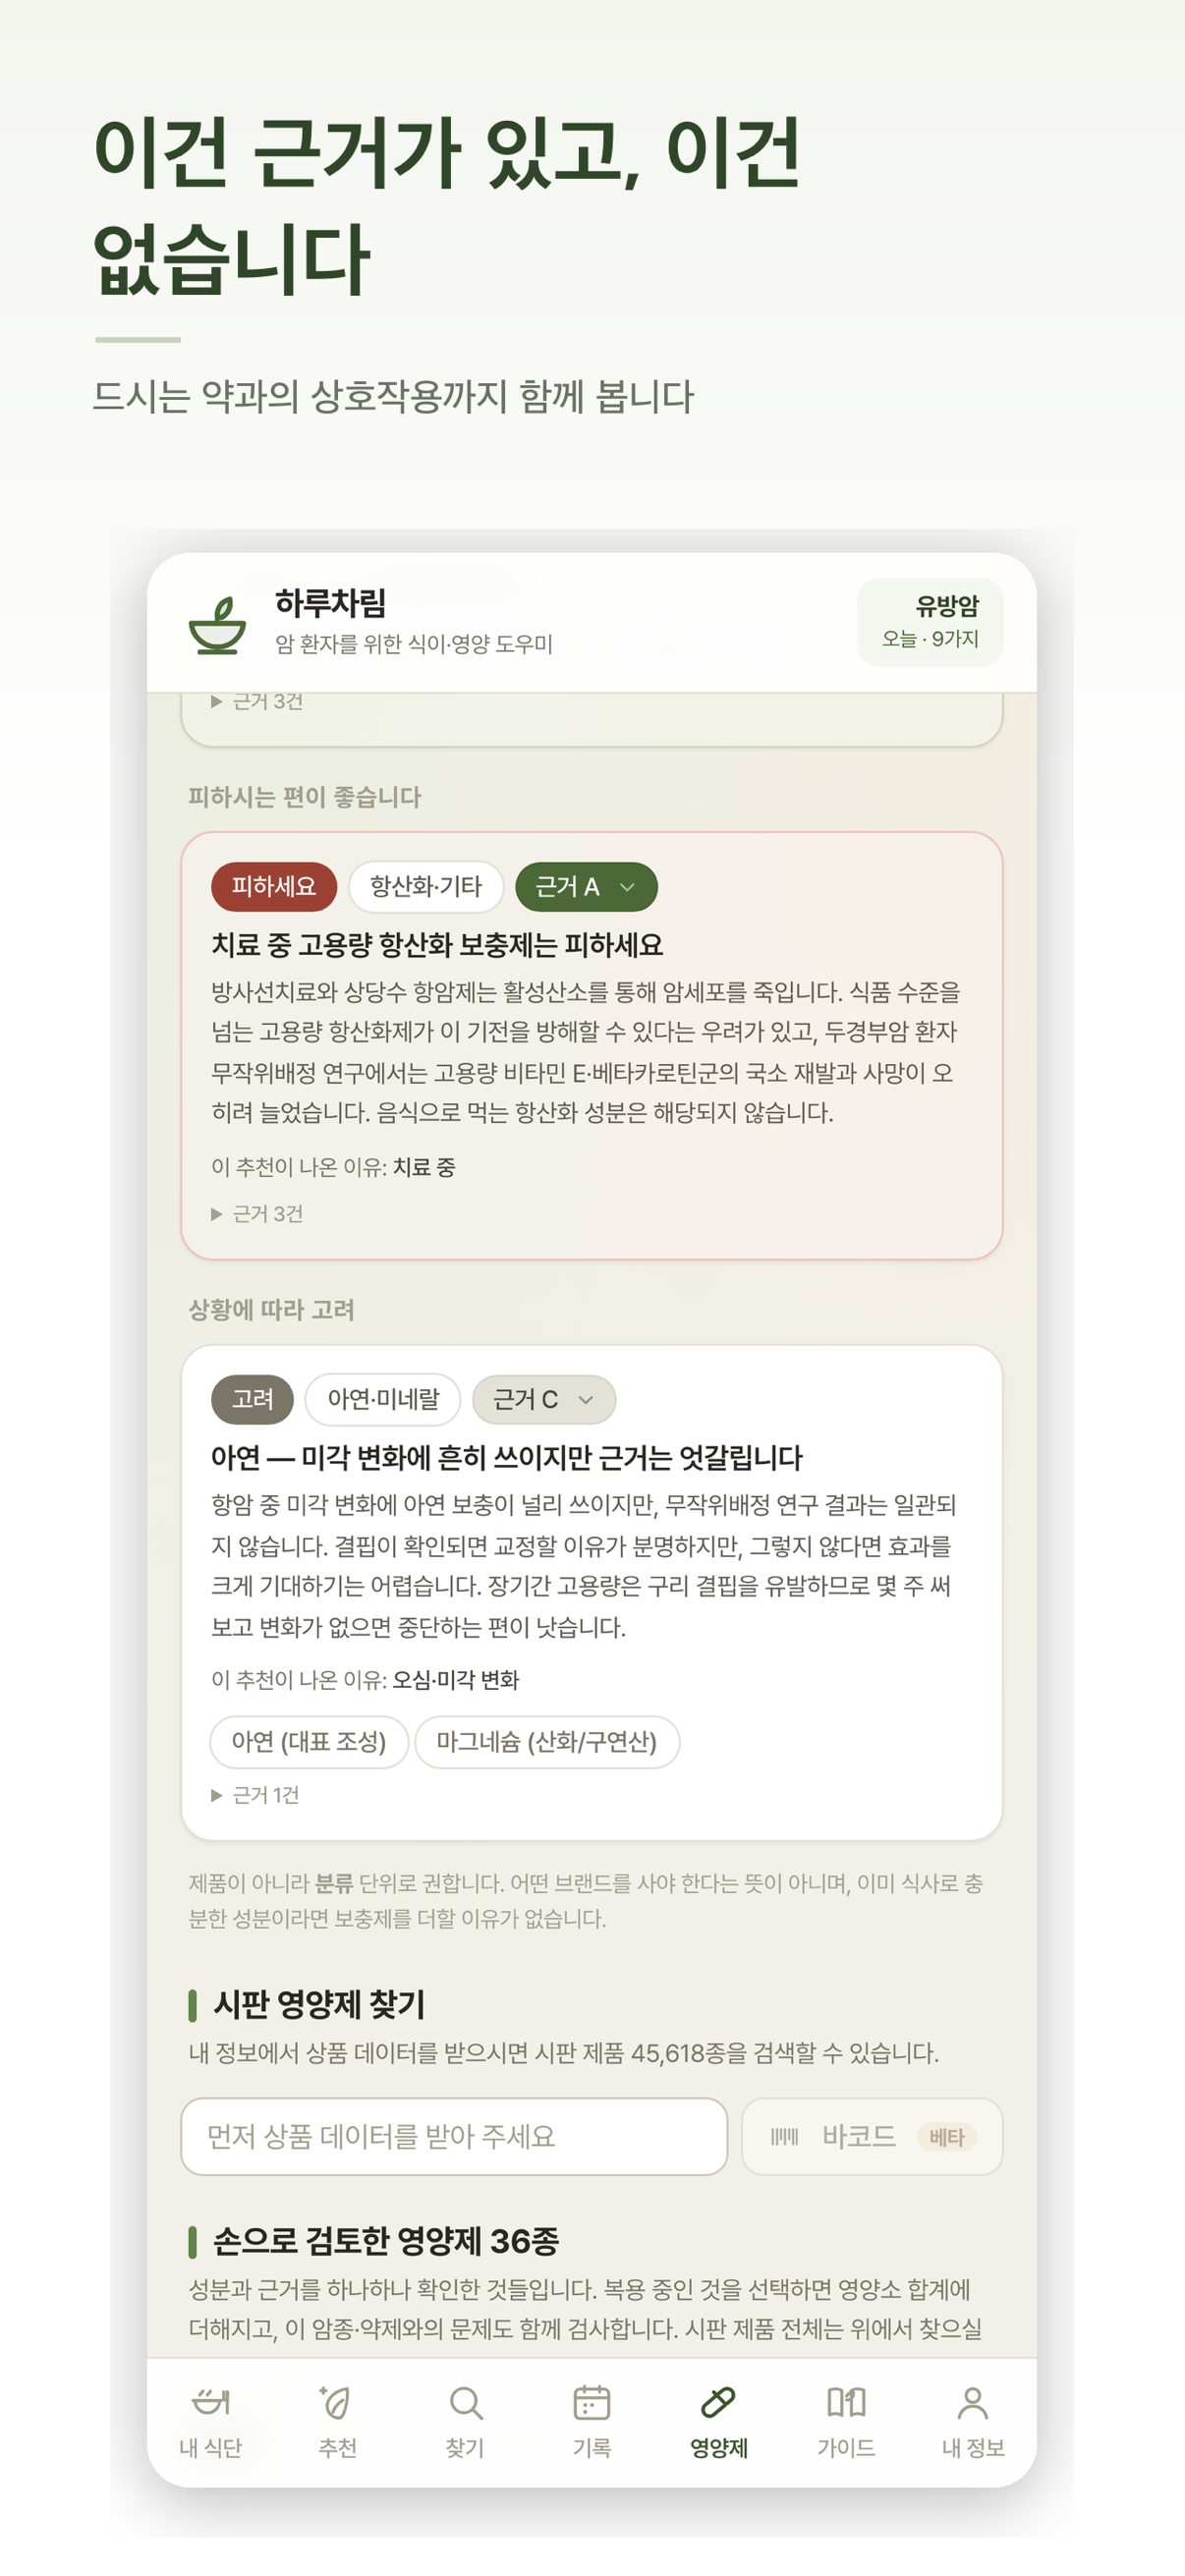 이건 근거가 있고, 이건
없습니다
드시는 약과의 상호작용까지 함께 봅니다
하루차림
암 환자를 위한 식이·영양 도우미
유방암
오늘 · 9가지
▶ 근거 3건
피하시는 편이 좋습니다
피하세요 항산화·기타 근거 A
치료 중 고용량 항산화 보충제는 피하세요
방사선치료와 상당수 항암제는 활성산소를 통해 암세포를 죽입니다. 식품 수준을
넘는 고용량 항산화제가 이 기전을 방해할 수 있다는 우려가 있고, 두경부암 환자
무작위배정 연구에서는 고용량 비타민 E·베타카로틴군의 국소 재발과 사망이 오
히려 늘었습니다. 음식으로 먹는 항산화 성분은 해당되지 않습니다.
이 추천이 나온 이유: 치료 중
▶ 근거 3건
상황에 따라 고려
고려 아연·미네랄 근거 C
아연 — 미각 변화에 흔히 쓰이지만 근거는 엇갈립니다
항암 중 미각 변화에 아연 보충이 널리 쓰이지만, 무작위배정 연구 결과는 일관되
지 않습니다. 결핍이 확인되면 교정할 이유가 분명하지만, 그렇지 않다면 효과를
크게 기대하기는 어렵습니다. 장기간 고용량은 구리 결핍을 유발하므로 몇 주 써
보고 변화가 없으면 중단하는 편이 낫습니다.
이 추천이 나온 이유: 오심·미각 변화
아연 (대표 조성) 마그네슘 (산화/구연산)
▶ 근거 1건
제품이 아니라 분류 단위로 권합니다. 어떤 브랜드를 사야 한다는 뜻이 아니며, 이미 식사로 충
분한 성분이라면 보충제를 더할 이유가 없습니다.
시판 영양제 찾기
내 정보에서 상품 데이터를 받으시면 시판 제품 45,618종을 검색할 수 있습니다.
먼저 상품 데이터를 받아 주세요
바코드 베타
손으로 검토한 영양제 36종
성분과 근거를 하나하나 확인한 것들입니다. 복용 중인 것을 선택하면 영양소 합계에
더해지고, 이 암종·약제와의 문제도 함께 검사합니다. 시판 제품 전체는 위에서 찾으실
내 식단 추천 찾기 기록 영양제 가이드 내 정보